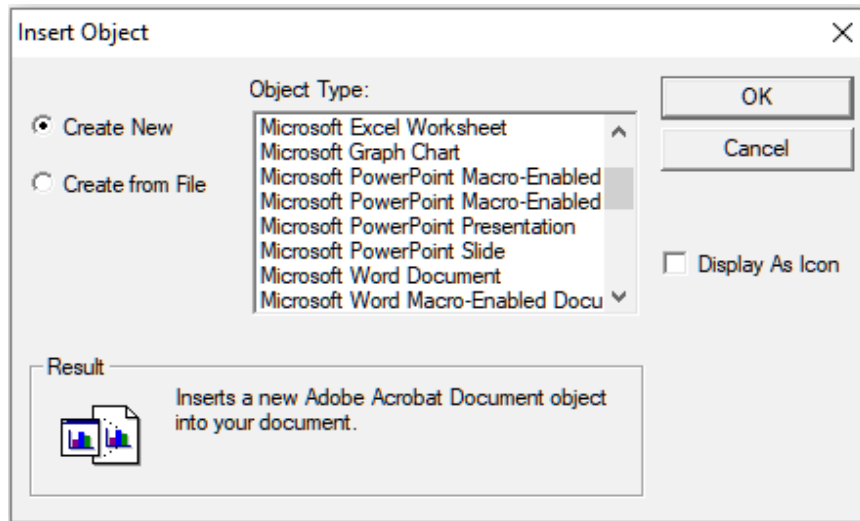 Insert Object
Object Type:
Create New
Create from File
Microsoft Excel Worksheet
Microsoft Graph Chart
Microsoft PowerPoint Macro-Enabled
Microsoft PowerPoint Macro-Enabled
Microsoft PowerPoint Presentation
Microsoft PowerPoint Slide
Microsoft Word Document
Microsoft Word Macro-Enabled Docu
OK
Cancel
Display As Icon
Result
Inserts a new Adobe Acrobat Document object
into your document.